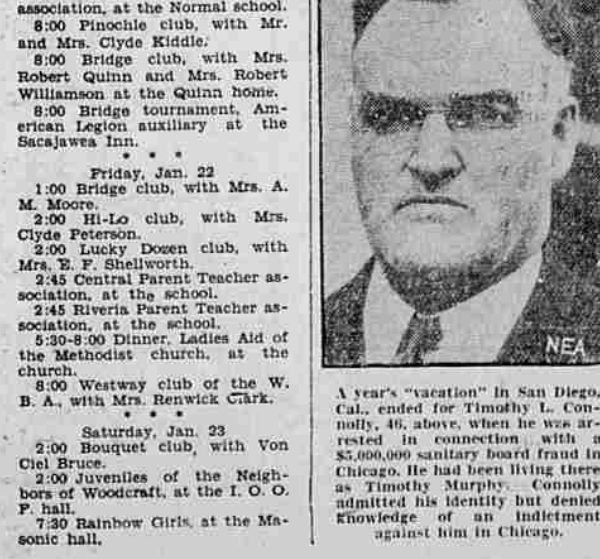 association, at the Normal school.
8:00 Pinochle club, with Mr.
and Mrs. Clyde Kiddle.
8:00 Bridge club, with Mrs.
Robert Quinn and Mrs. Robert
Williamson at the Quinn home.
8:00 Bridge tournament, Am-
erican Legion auxiliary at the
Sacajawea Inn.
* * *
Friday, Jan. 22
1:00 Bridge club, with Mrs. A.
M. Moore.
2:00 Hi-Lo club, with Mrs.
Clyde Peterson.
2:00 Lucky Dozen club, with
Mrs. E. F. Shellworth.
2:45 Central Parent Teacher as-
sociation, at the school.
2:45 Riveria Parent Teacher as-
sociation, at the school.
5:30-8:00 Dinner, Ladies Aid of
the Methodist church, at the
church.
8:00 Westway club of the W.
B. A., with Mrs. Renwick Clark.
* * *
Saturday, Jan. 23
2:00 Bouquet club, with Von
Ciel Bruce.
2:00 Juveniles of the Neigh-
bors of Woodcraft, at the I. O. O.
F. hall.
7:30 Rainbow Girls, at the Ma-
sonic hall.
NEA
A year's "vacation" in San Diego,
Cal., ended for Timothy L. Con-
nolly, 46, above, when he was ar-
rested in connection with a
$5,000,000 sanitary board fraud in
Chicago. He had been living there
as Timothy Murphy. Connolly
admitted his identity but denied
knowledge of an indictment
against him in Chicago.